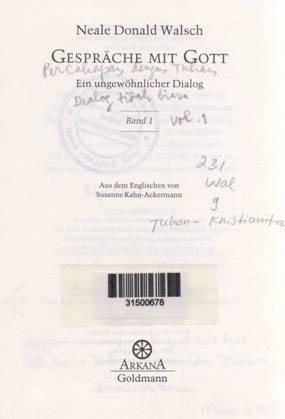 Neale Donald Walsch
GESPRÄCHE MIT GOTT
Percakapan dengan Tuhan
Ein ungewöhnlicher Dialog
Dialog tidak biasa
Band 1
vol. 1
231
Wal
g
Aus dem Englischen von
Susanne Kahn-Ackermann
Tuhan - Kristianita
31500678
ARKANA
Goldmann